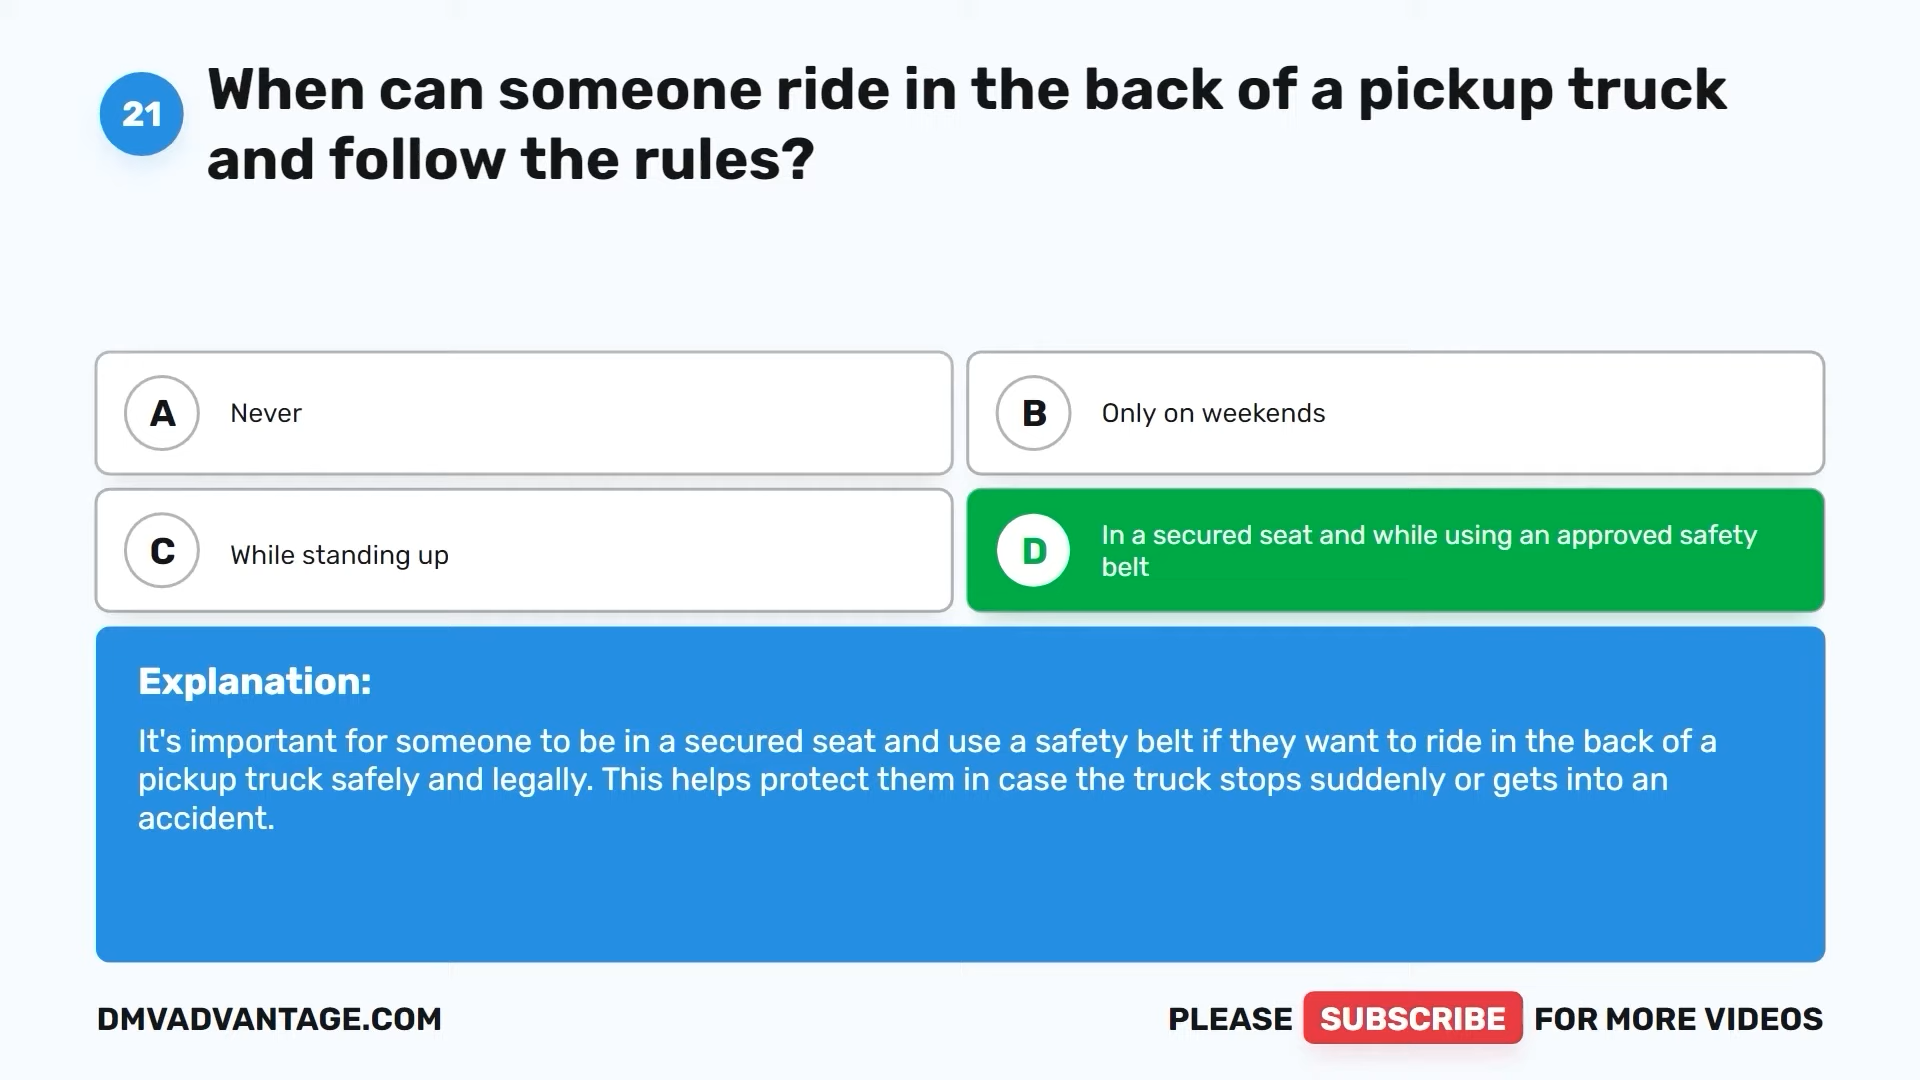 21
When can someone ride in the back of a pickup truck
and follow the rules?
A
Never
B
Only on weekends
C
While standing up
D
In a secured seat and while using an approved safety
belt
Explanation:
It's important for someone to be in a secured seat and use a safety belt if they want to ride in the back of a
pickup truck safely and legally. This helps protect them in case the truck stops suddenly or gets into an
accident.
DMVADVANTAGE.COM
PLEASE SUBSCRIBE FOR MORE VIDEOS